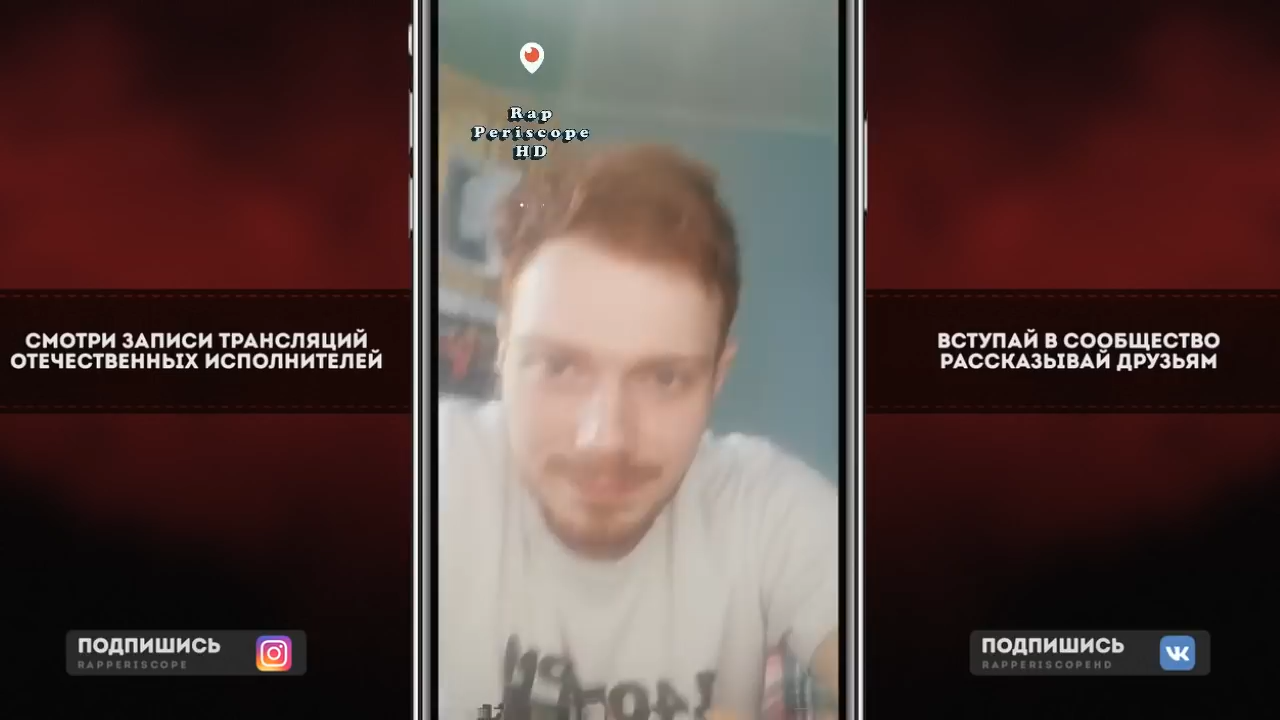 Rap
Periscope
HD
СМОТРИ ЗАПИСИ ТРАНСЛЯЦИЙ
ОТЕЧЕСТВЕННЫХ ИСПОЛНИТЕЛЕЙ
ВСТУПАЙ В СООБЩЕСТВО
РАССКАЗЫВАЙ ДРУЗЬЯМ
ПОДПИШИСЬ
RAPPERISCOPE
ПОДПИШИСЬ
RAPPERISCOPEHD